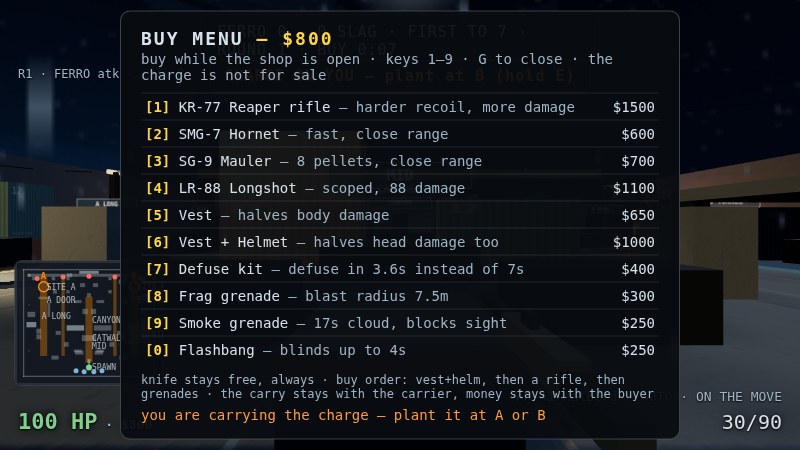 BUY MENU — $800
buy while the shop is open · keys 1–9 · G to close · the
charge is not for sale
R1 · FERRO atk
[1] KR-77 Reaper rifle — harder recoil, more damage $1500
[2] SMG-7 Hornet — fast, close range $600
[3] SG-9 Mauler — 8 pellets, close range $700
[4] LR-88 Longshot — scoped, 88 damage $1100
[5] Vest — halves body damage $650
[6] Vest + Helmet — halves head damage too $1000
[7] Defuse kit — defuse in 3.6s instead of 7s $400
[8] Frag grenade — blast radius 7.5m $300
[9] Smoke grenade — 17s cloud, blocks sight $250
[0] Flashbang — blinds up to 4s $250
knife stays free, always · buy order: vest+helm, then a rifle, then
grenades · the carry stays with the carrier, money stays with the buyer
you are carrying the charge — plant it at A or B
A LONG
A
SITE A
A DOOR
A LONG
CANYON
MID
SPAWN
100 HP ·
· ON THE MOVE
30/90